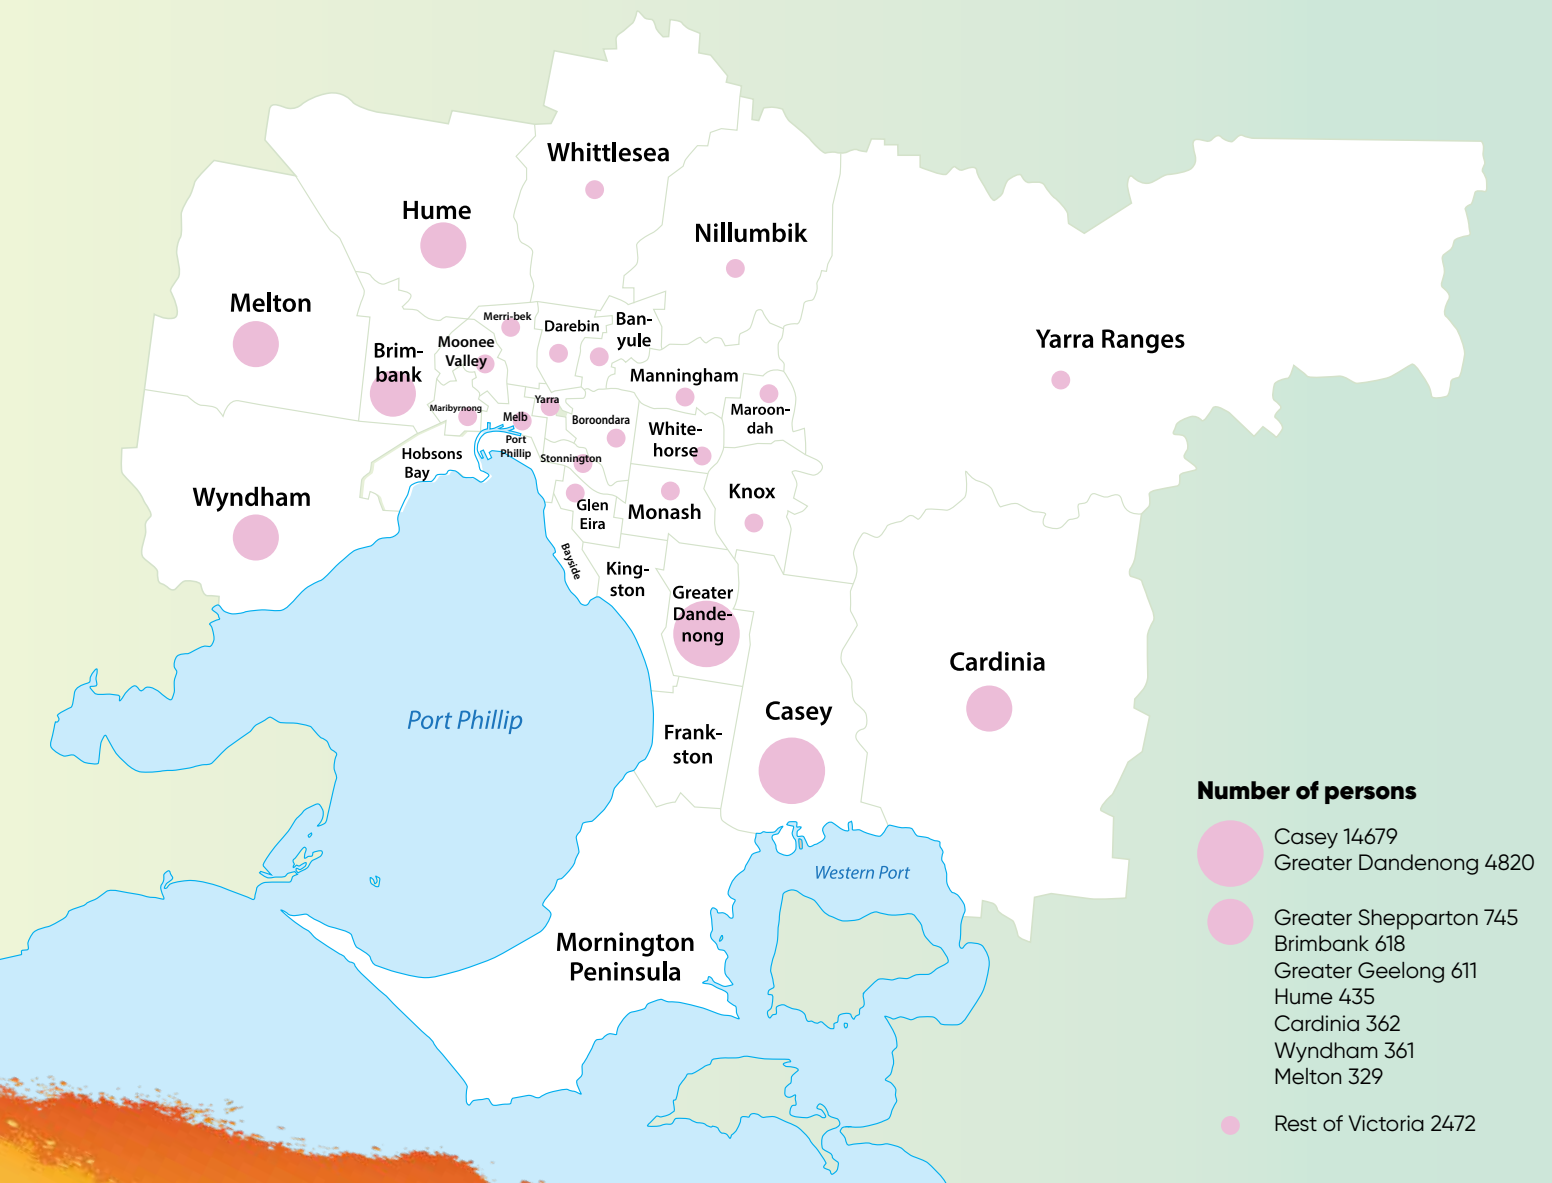 Whittlesea
Hume
Nillumbik
Melton
Merri-bek
Darebin
Ban-
yule
Moonee
Valley
Brim-
bank
Yarra Ranges
Manningham
Maribyrnong
Melb
Yarra
Boroondara
Maroon-
dah
White-
horse
Port
Phillip
Stonnington
Hobsons
Bay
Wyndham
Glen
Eira
Monash
Knox
Bayside
King-
ston
Greater
Dande-
nong
Cardinia
Port Phillip
Frank-
ston
Casey
Western Port
Mornington
Peninsula
Number of persons
Casey 14679
Greater Dandenong 4820
Greater Shepparton 745
Brimbank 618
Greater Geelong 611
Hume 435
Cardinia 362
Wyndham 361
Melton 329
Rest of Victoria 2472